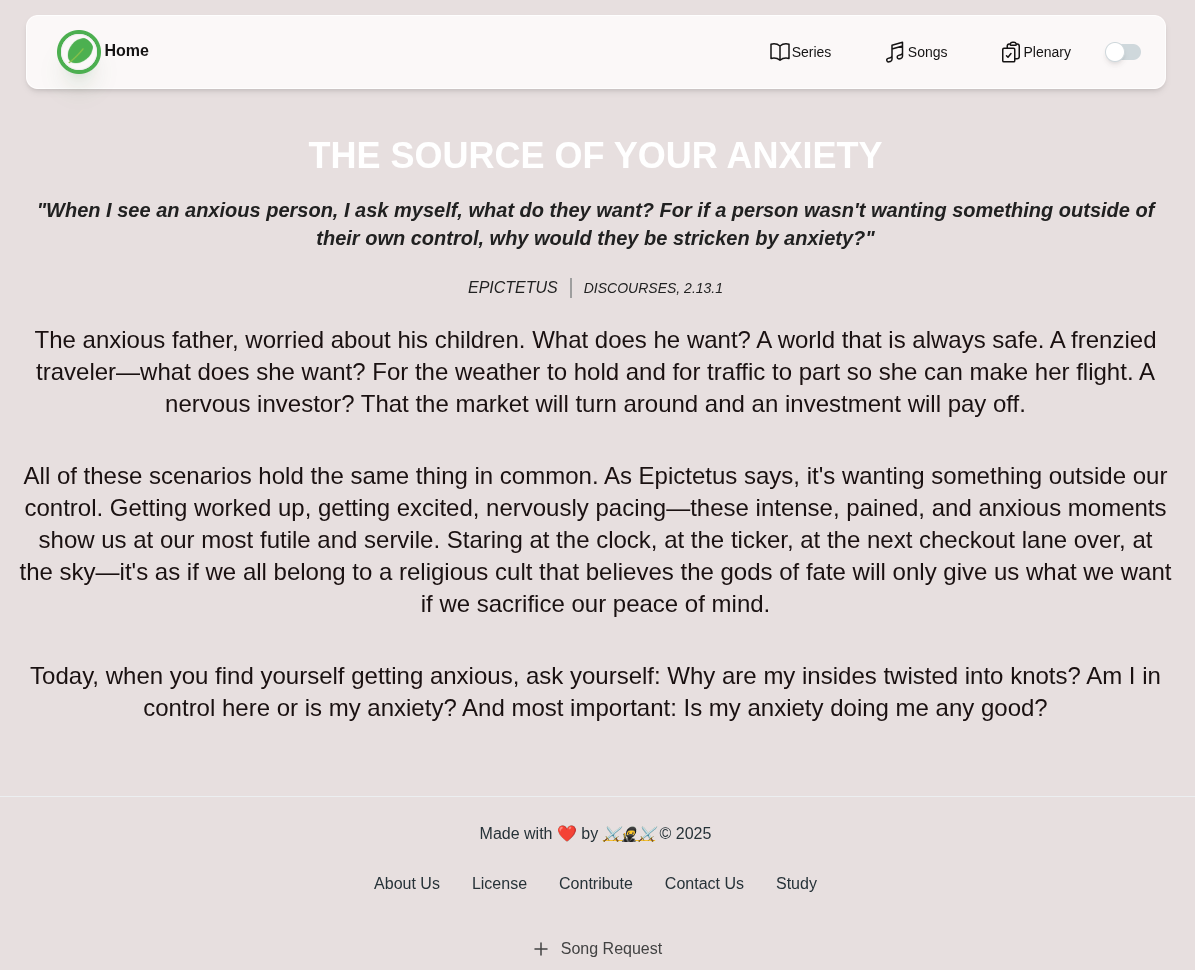 Home
Series
Songs
Plenary
THE SOURCE OF YOUR ANXIETY
"When I see an anxious person, I ask myself, what do they want? For if a person wasn't wanting something outside of
their own control, why would they be stricken by anxiety?"
EPICTETUS
DISCOURSES, 2.13.1
The anxious father, worried about his children. What does he want? A world that is always safe. A frenzied
traveler—what does she want? For the weather to hold and for traffic to part so she can make her flight. A
nervous investor? That the market will turn around and an investment will pay off.
All of these scenarios hold the same thing in common. As Epictetus says, it's wanting something outside our
control. Getting worked up, getting excited, nervously pacing—these intense, pained, and anxious moments
show us at our most futile and servile. Staring at the clock, at the ticker, at the next checkout lane over, at
the sky—it's as if we all belong to a religious cult that believes the gods of fate will only give us what we want
if we sacrifice our peace of mind.
Today, when you find yourself getting anxious, ask yourself: Why are my insides twisted into knots? Am I in
control here or is my anxiety? And most important: Is my anxiety doing me any good?
Made with ❤️ by ⚔️🥷⚔️© 2025
About Us
License
Contribute
Contact Us
Study
Song Request